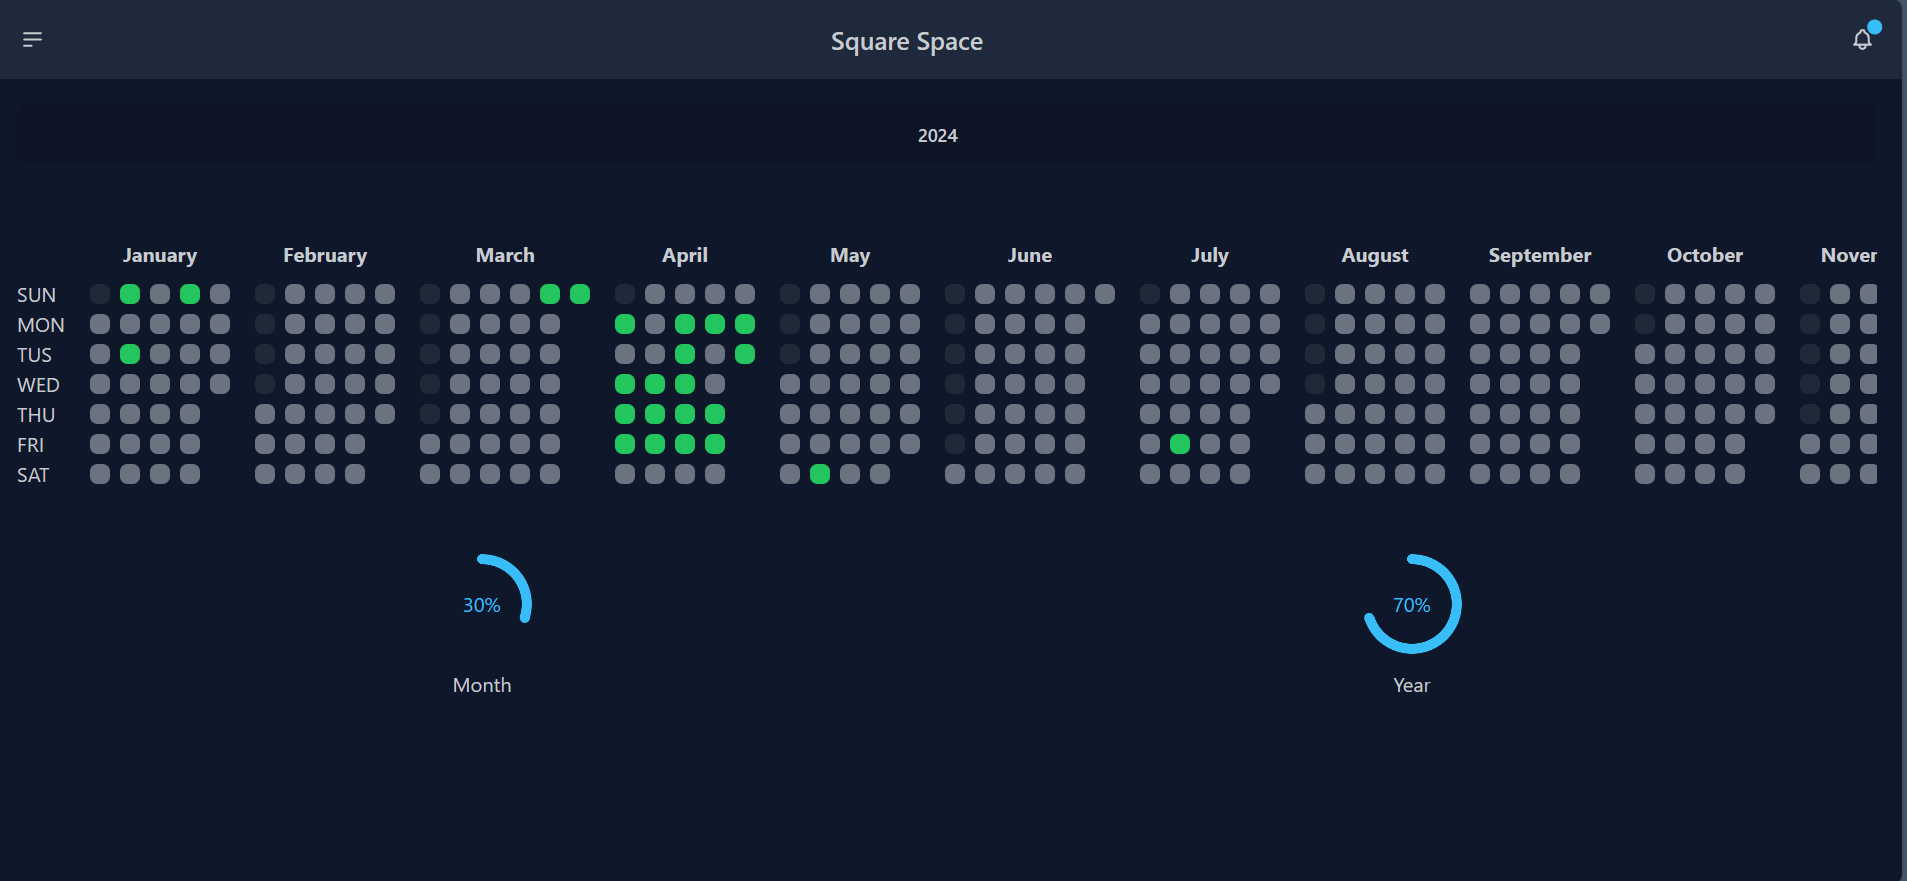 Square Space
2024
January February March April May June July August September October Nover
SUN
MON
TUS
WED
THU
FRI
SAT
30% 70%
Month Year